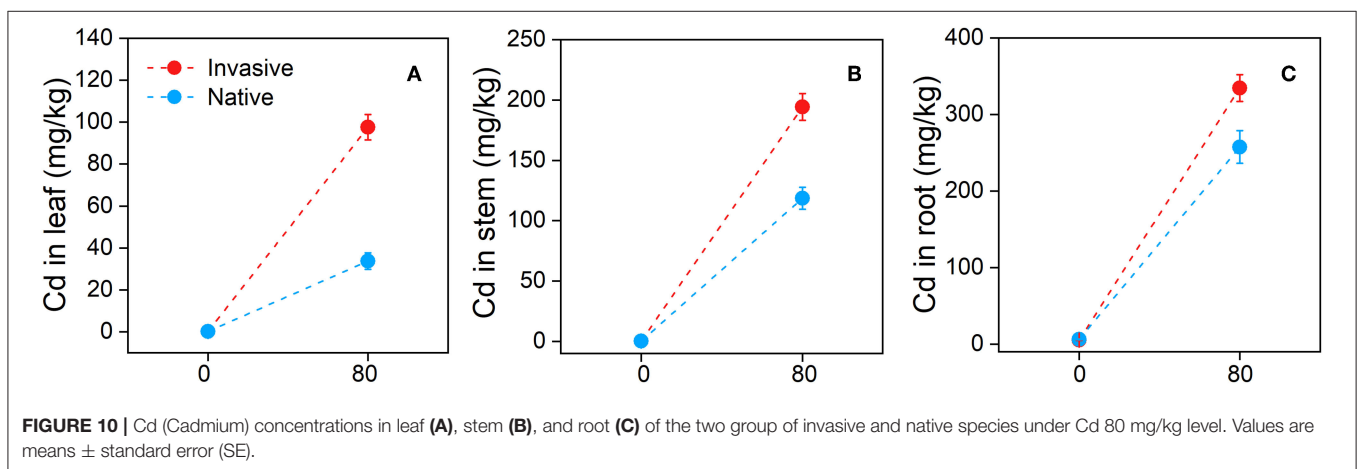 140
120
100
80
60
40
20
0
Cd in leaf (mg/kg)
Invasive
Native
A
0
80
250
200
150
100
50
0
Cd in stem (mg/kg)
B
0
80
400
300
200
100
0
Cd in root (mg/kg)
C
0
80
FIGURE 10 | Cd (Cadmium) concentrations in leaf (A), stem (B), and root (C) of the two group of invasive and native species under Cd 80 mg/kg level. Values are
means ± standard error (SE).